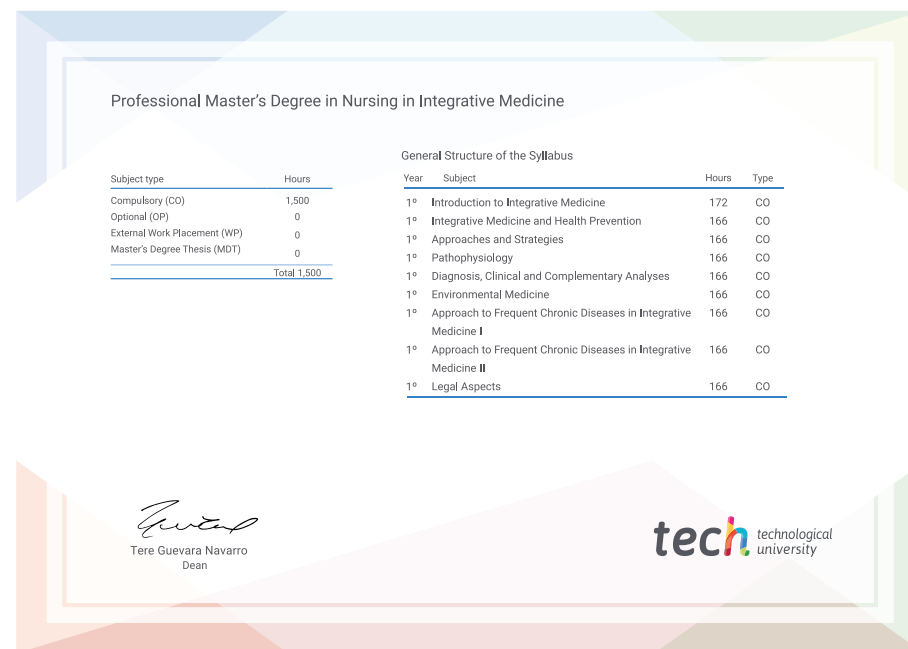 Professional Master's Degree in Nursing in Integrative Medicine
Subject type Hours
Compulsory (CO) 1,500
Optional (OP) 0
External Work Placement (WP) 0
Master's Degree Thesis (MDT) 0
Total 1,500
General Structure of the Syllabus
Year Subject Hours Type
1º Introduction to Integrative Medicine 172 CO
1º Integrative Medicine and Health Prevention 166 CO
1º Approaches and Strategies 166 CO
1º Pathophysiology 166 CO
1º Diagnosis, Clinical and Complementary Analyses 166 CO
1º Environmental Medicine 166 CO
1º Approach to Frequent Chronic Diseases in Integrative 166 CO
Medicine I
1º Approach to Frequent Chronic Diseases in Integrative 166 CO
Medicine II
1º Legal Aspects 166 CO
Tere Guevara Navarro
Dean
tech technological
university